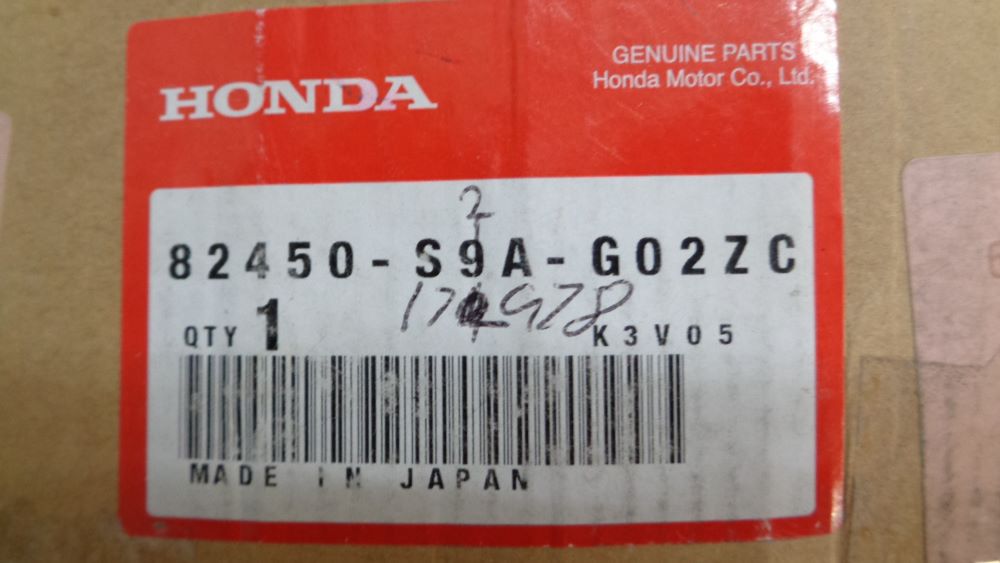 HONDA
GENUINE PARTS
Honda Motor Co., Ltd.
2
82450-S9A-G02ZC
QTY 1
K3V05
MADE IN JAPAN